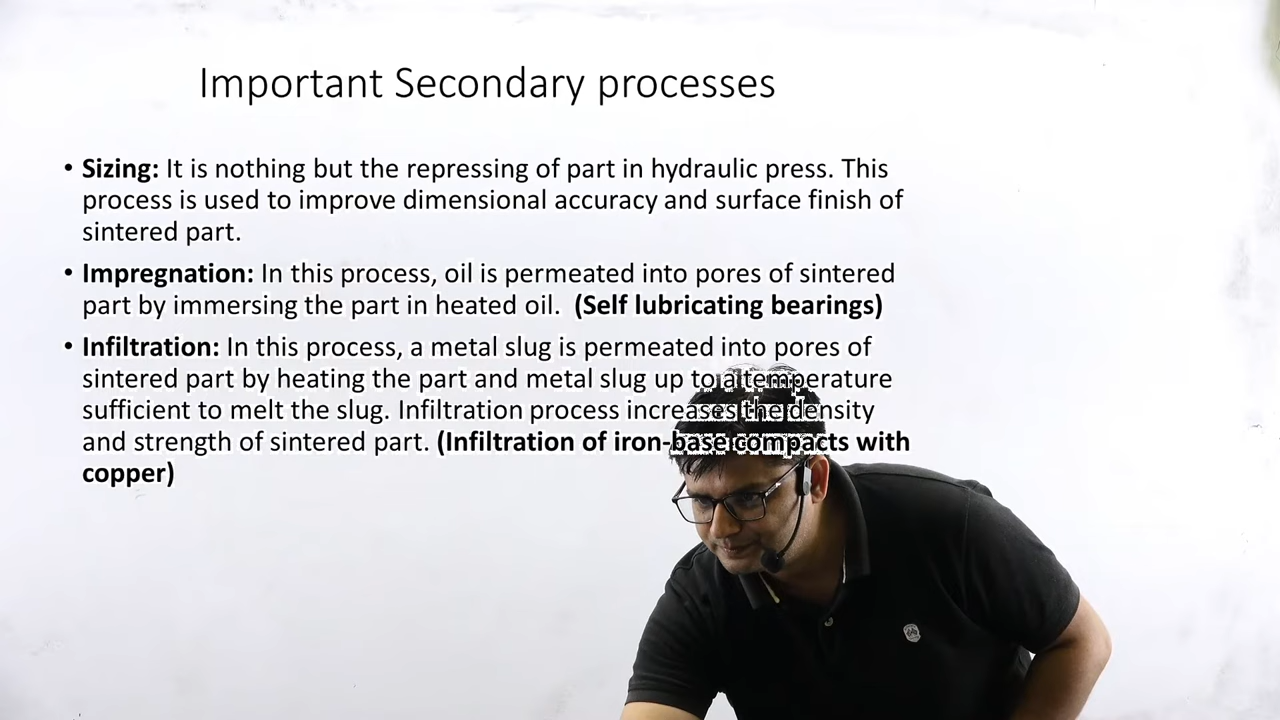 Important Secondary processes
• Sizing: It is nothing but the repressing of part in hydraulic press. This
process is used to improve dimensional accuracy and surface finish of
sintered part.
• Impregnation: In this process, oil is permeated into pores of sintered
part by immersing the part in heated oil. (Self lubricating bearings)
• Infiltration: In this process, a metal slug is permeated into pores of
sintered part by heating the part and metal slug up to a temperature
sufficient to melt the slug. Infiltration process increases the density
and strength of sintered part. (Infiltration of iron-base compacts with
copper)